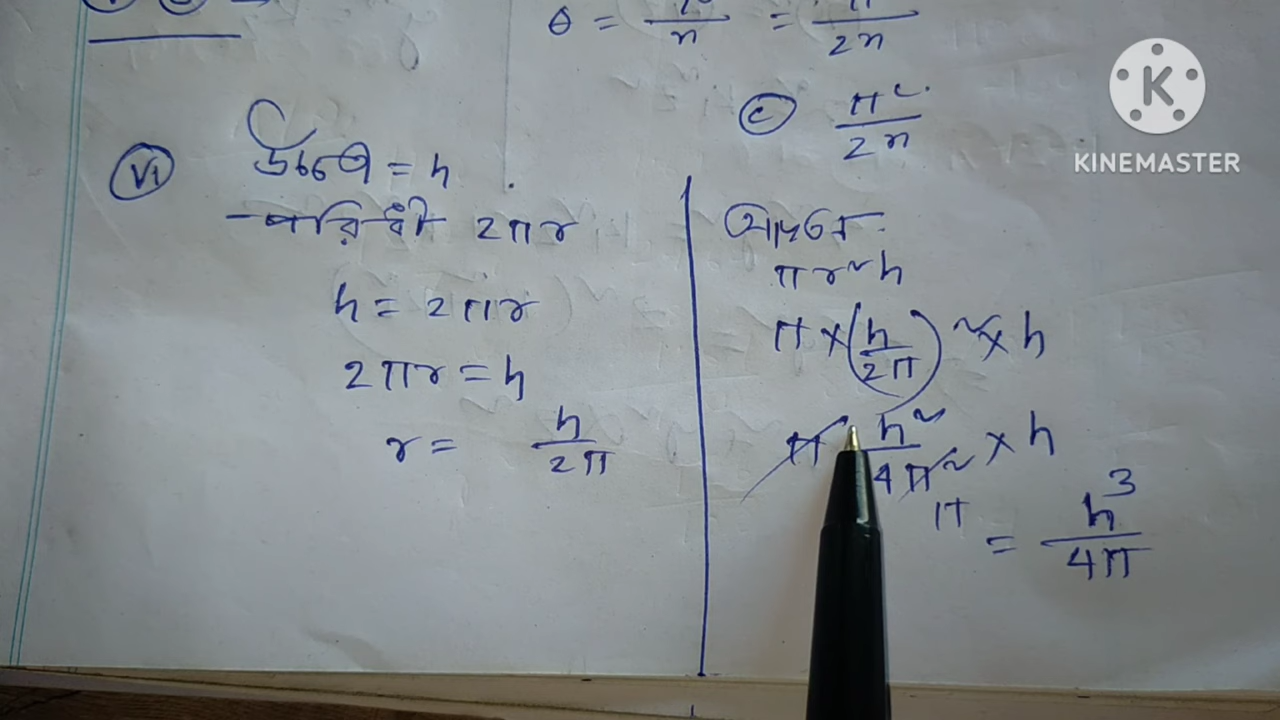 θ = π/n = π/2n
(c) π²/2n
KINEMASTER
(vi) উচ্চতা = h
পরিধী 2πr
h = 2πr
2πr = h
r = h/2π
আয়তন
πr²h
π × (h/2π)² × h
π h²/4π² × h
π
= h³/4π